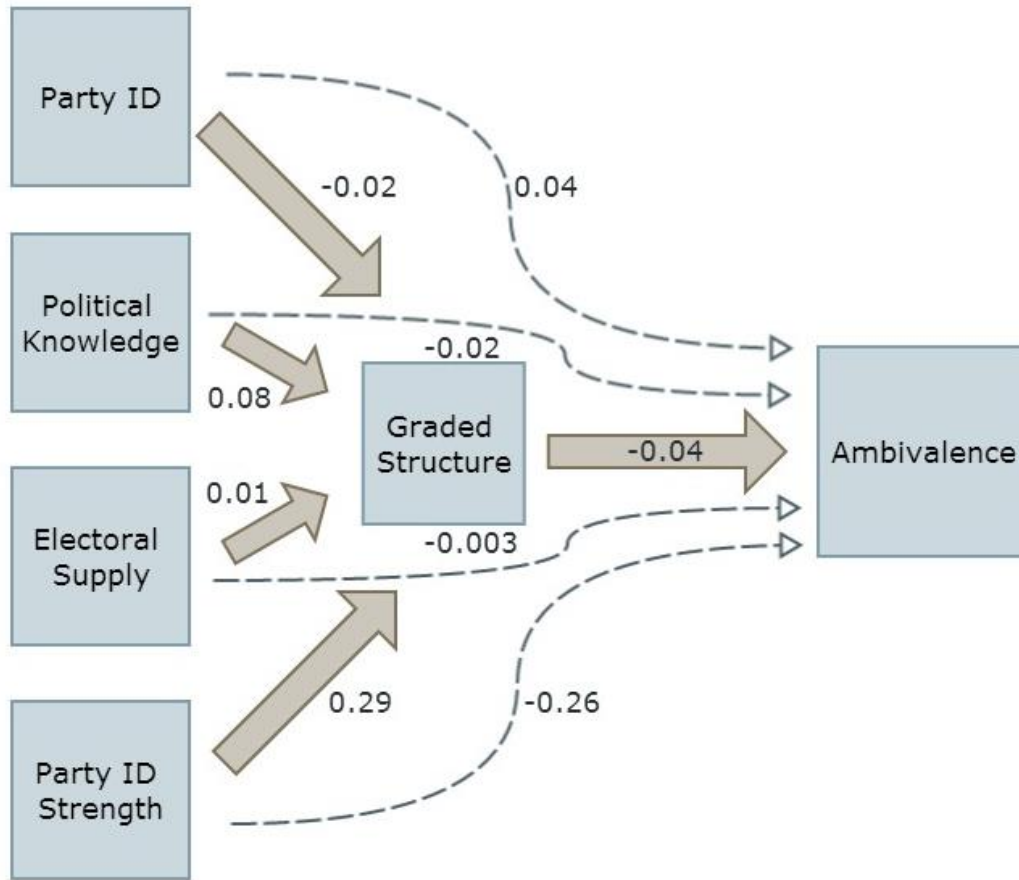 Party ID
-0.02
0.04
Political
Knowledge
-0.02
0.08
Graded
Structure
-0.04
Ambivalence
0.01
-0.003
Electoral
Supply
0.29
-0.26
Party ID
Strength